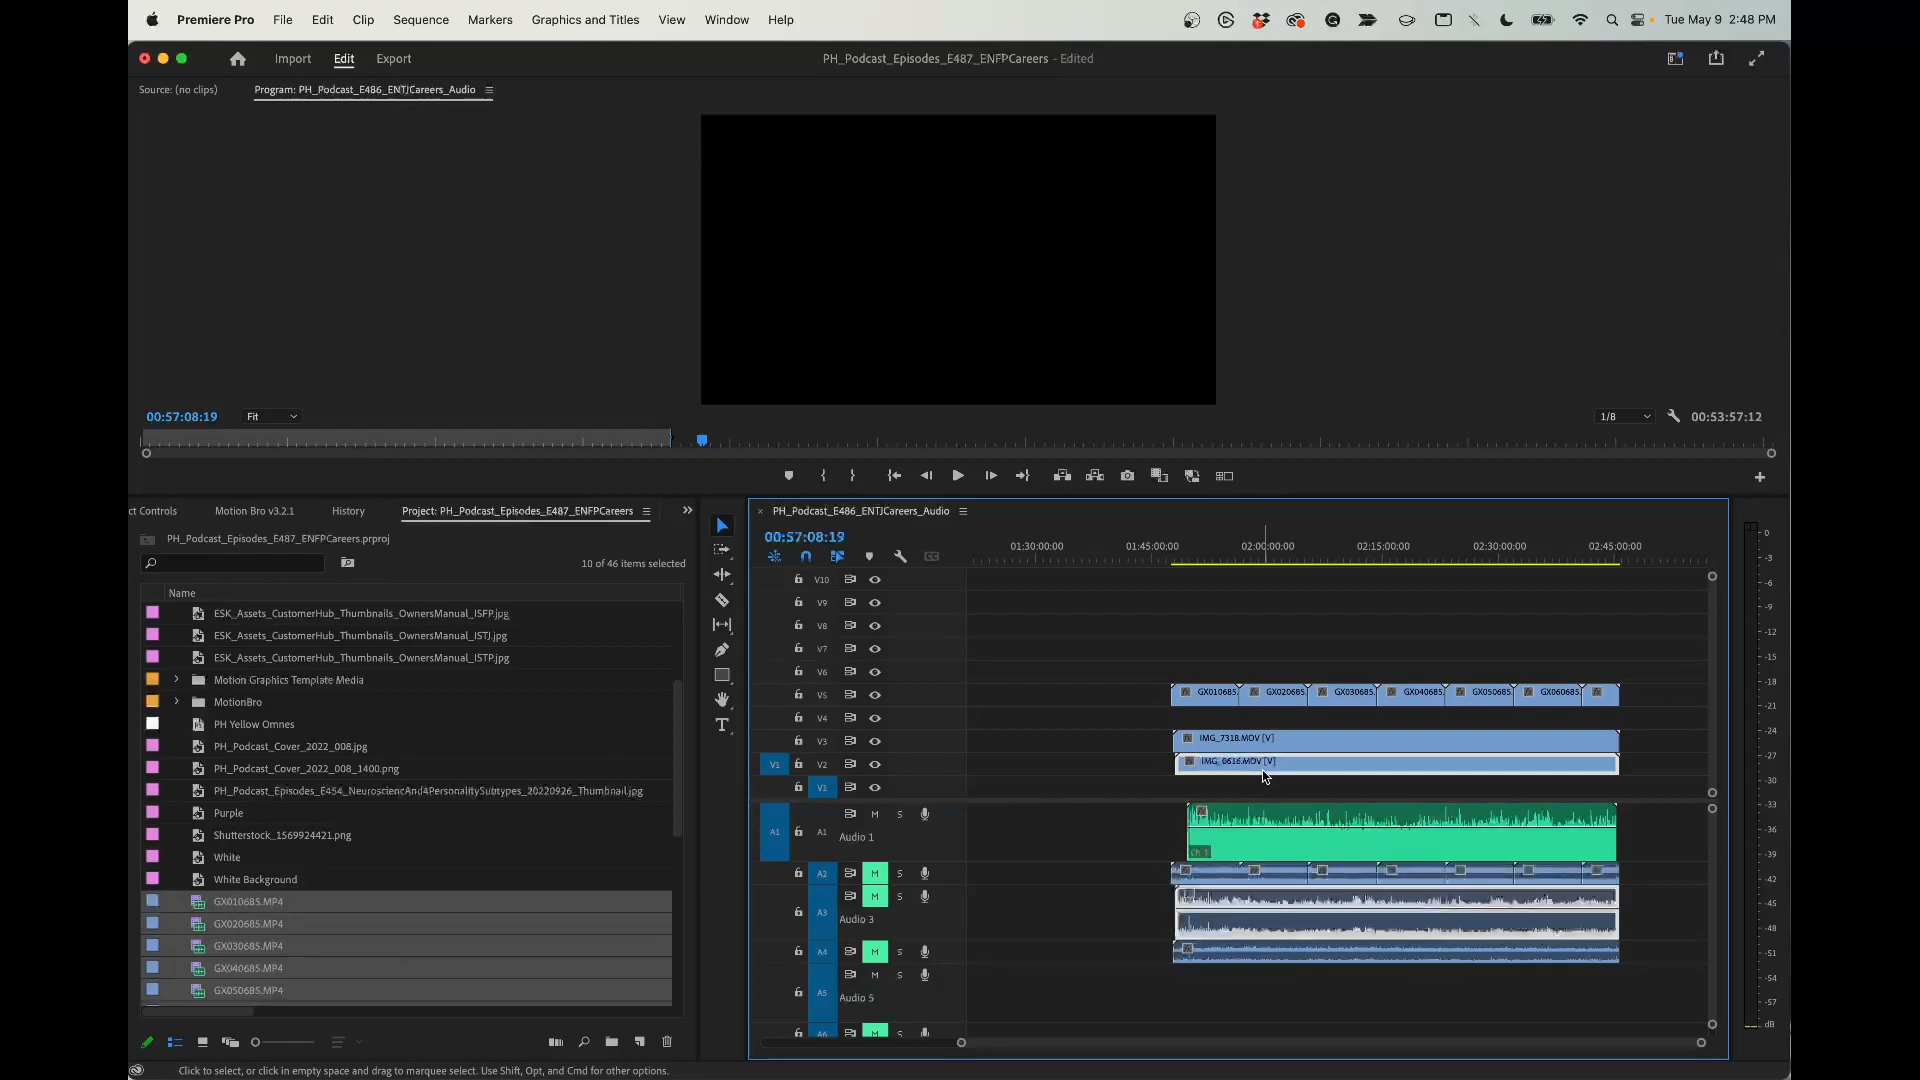 Premiere Pro File Edit Clip Sequence Markers Graphics and Titles View Window Help Tue May 9 2:48 PM
Import Edit Export PH_Podcast_Episodes_E487_ENFPCareers - Edited
Source: (no clips) Program: PH_Podcast_E486_ENTJCareers_Audio
00:57:08:19 Fit 1/8 00:53:57:12
ct Controls Motion Bro v3.2.1 History Project: PH_Podcast_Episodes_E487_ENFPCareers
PH_Podcast_Episodes_E487_ENFPCareers.prproj
10 of 46 items selected
Name
ESK_Assets_CustomerHub_Thumbnails_OwnersManual_ISFP.jpg
ESK_Assets_CustomerHub_Thumbnails_OwnersManual_ISTJ.jpg
ESK_Assets_CustomerHub_Thumbnails_OwnersManual_ISTP.jpg
Motion Graphics Template Media
MotionBro
PH Yellow Omnes
PH_Podcast_Cover_2022_008.jpg
PH_Podcast_Cover_2022_008_1400.png
PH_Podcast_Episodes_E454_NeuroscienceAnd4PersonalitySubtypes_20220926_Thumbnail.jpg
Purple
Shutterstock_1569924421.png
White
White Background
GX010685.MP4
GX020685.MP4
GX030685.MP4
GX040685.MP4
GX050685.MP4
PH_Podcast_E486_ENTJCareers_Audio
00:57:08:19
01:30:00:00 01:45:00:00 02:00:00:00 02:15:00:00 02:30:00:00 02:45:00:00
V10
V9
V8
V7
V6
V5 GX010685. GX020685. GX030685. GX040685. GX050685. GX060685.
V4
V3 IMG_7318.MOV [V]
V1 V2 IMG_0616.MOV [V]
V1
M S
A1 A1 Audio 1
Ch 1
A2 M S
M S
A3 Audio 3
A4 M S
M S
A5 Audio 5
A6 M S
0
-3
-6
-9
-12
-15
-18
-21
-24
-27
-30
-33
-36
-39
-42
-45
-48
-51
-54
-57
dB
Click to select, or click in empty space and drag to marquee select. Use Shift, Opt, and Cmd for other options.